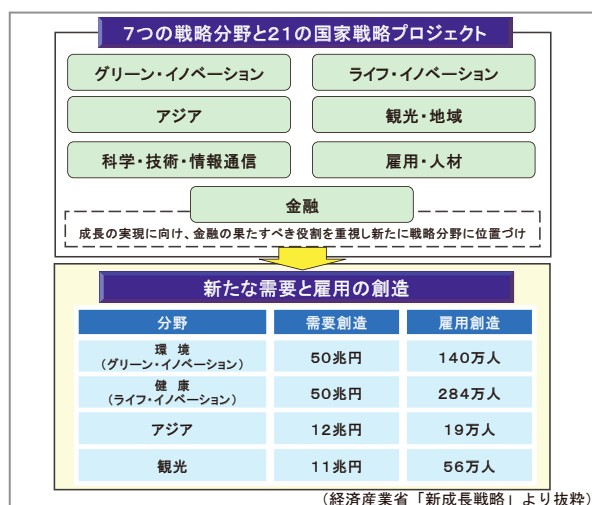 7つの戦略分野と21の国家戦略プロジェクト
グリーン・イノベーション
ライフ・イノベーション
アジア
観光・地域
科学・技術・情報通信
雇用・人材
金融
成長の実現に向け、金融の果たすべき役割を重視し新たに戦略分野に位置づけ
新たな需要と雇用の創造
分野 需要創造 雇用創造
環 境
(グリーン・イノベーション) 50兆円 140万人
健 康
(ライフ・イノベーション) 50兆円 284万人
アジア 12兆円 19万人
観光 11兆円 56万人
(経済産業省「新成長戦略」より抜粋)